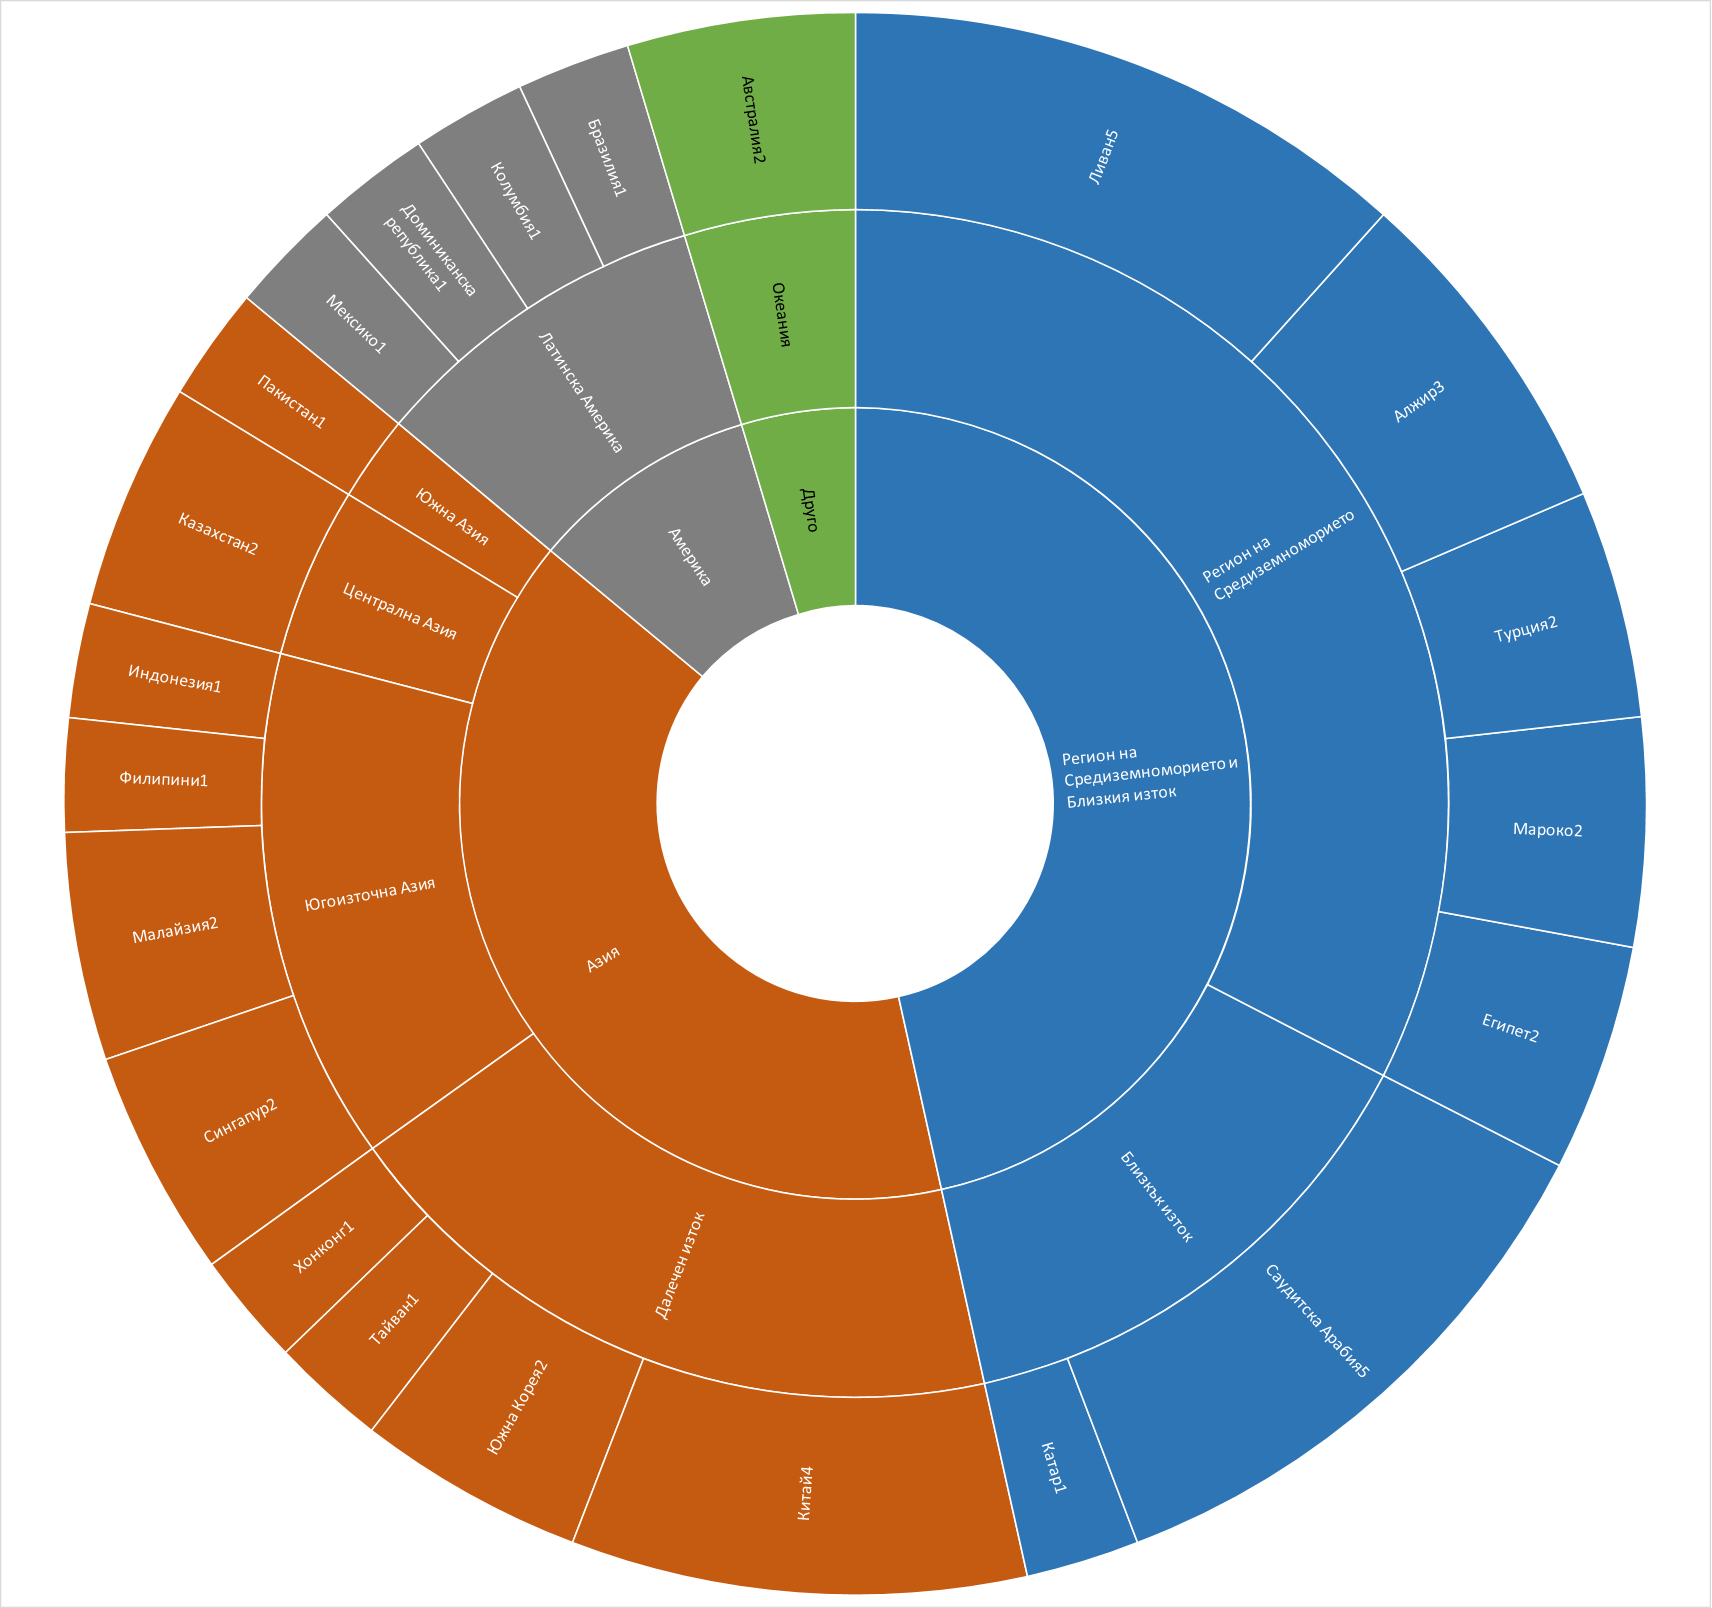 Ливан5
Алжир3
Турция2
Мароко2
Египет2
Саудитска Арабия5
Катар1
Китай4
Южна Корея2
Тайван1
Хонконг1
Сингапур2
Малайзия2
Филипини1
Индонезия1
Казахстан2
Пакистан1
Мексико1
Доминиканска
република1
Колумбия1
Бразилия1
Австралия2
Регион на
Средиземноморието
Близкък изток
Далечен изток
Югоизточна Азия
Централна Азия
Южна Азия
Латинска Америка
Океания
Регион на
Средиземноморието и
Близкия изток
Азия
Америка
Друго